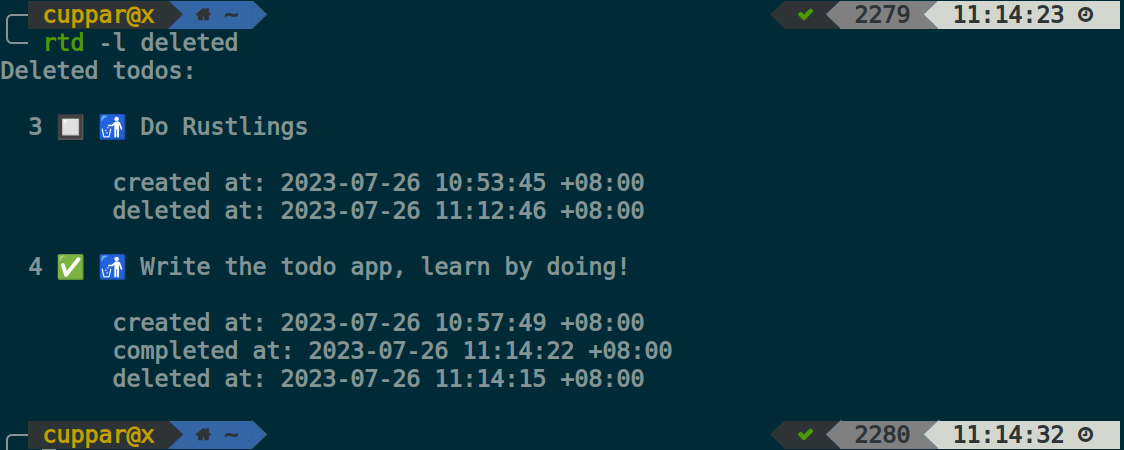 cuppar@x ~ 2279 11:14:23
rtd -l deleted
Deleted todos:
3 Do Rustlings
created at: 2023-07-26 10:53:45 +08:00
deleted at: 2023-07-26 11:12:46 +08:00
4 ✅ Write the todo app, learn by doing!
created at: 2023-07-26 10:57:49 +08:00
completed at: 2023-07-26 11:14:22 +08:00
deleted at: 2023-07-26 11:14:15 +08:00
cuppar@x ~ 2280 11:14:32